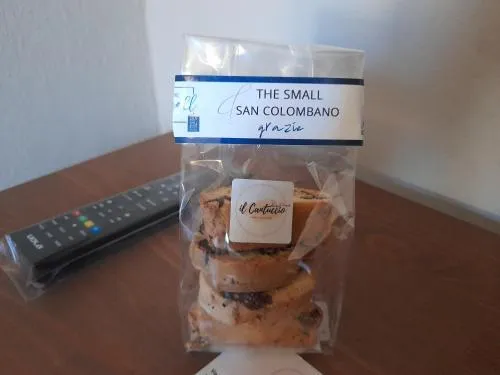 THE SMALL
SAN COLOMBANO
grazie
il Cantuccio